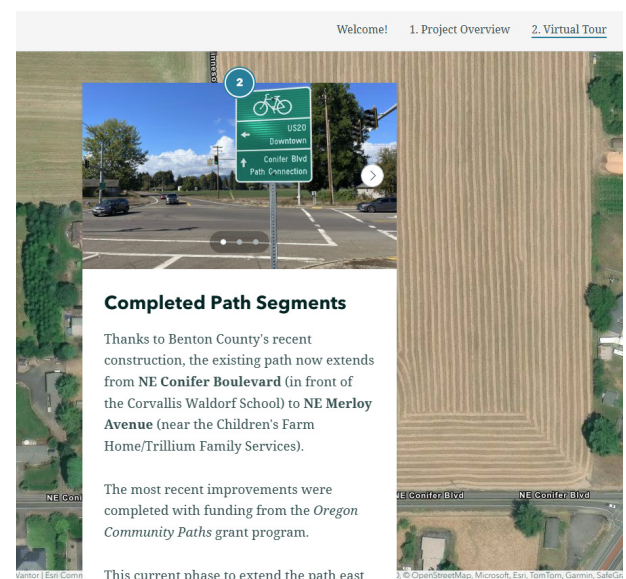 Welcome! 1. Project Overview 2. Virtual Tour
2
US20
Downtown
Conifer Blvd
Path Connection
Completed Path Segments
Thanks to Benton County's recent
construction, the existing path now extends
from NE Conifer Boulevard (in front of
the Corvallis Waldorf School) to NE Merloy
Avenue (near the Children's Farm
Home/Trillium Family Services).
The most recent improvements were
completed with funding from the Oregon
Community Paths grant program.
This current phase to extend the path east
NE Conifer Blvd NE Conifer Blvd
Vantor | Esri
© OpenStreetMap, Microsoft, Esri, TomTom, Garmin,